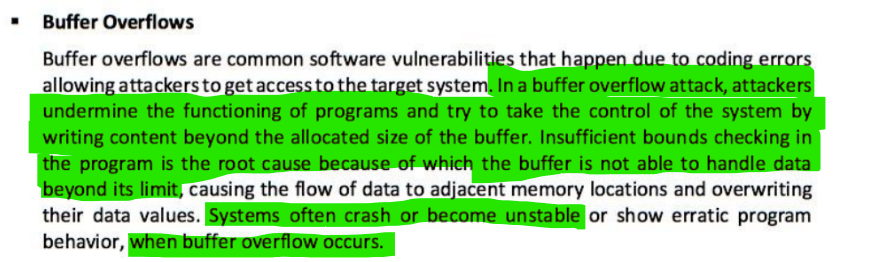 ▪ Buffer Overflows
Buffer overflows are common software vulnerabilities that happen due to coding errors
allowing attackers to get access to the target system. In a buffer overflow attack, attackers
undermine the functioning of programs and try to take the control of the system by
writing content beyond the allocated size of the buffer. Insufficient bounds checking in
the program is the root cause because of which the buffer is not able to handle data
beyond its limit, causing the flow of data to adjacent memory locations and overwriting
their data values. Systems often crash or become unstable or show erratic program
behavior, when buffer overflow occurs.